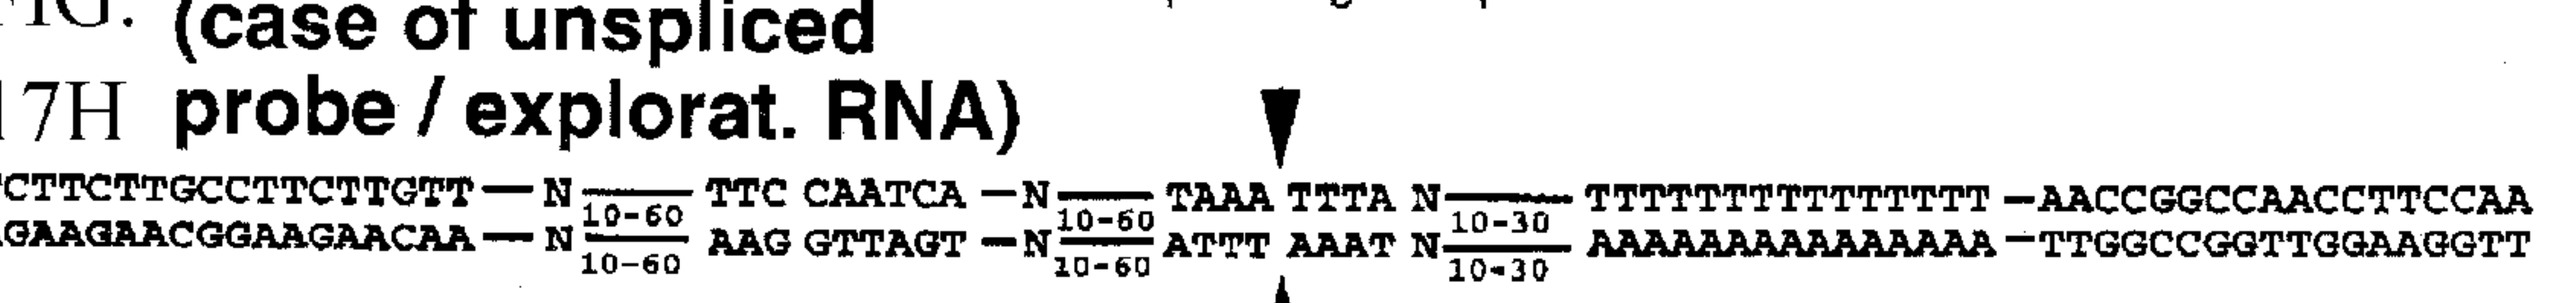 FIG. (case of unspliced
17H probe / explorat. RNA)
CTTCTTGCCTTCTTGTT — N 10-60 TTC CAATCA — N 10-60 TAAA TTTA N 10-30 TTTTTTTTTTTTTTT — AACCGGCCAACCTTCCAA
GAAGAACGGAAGAACAA — N 10-60 AAG GTTAGT — N 10-60 ATTT AAAT N 10-30 AAAAAAAAAAAAAAA — TTGGCCGGTTGGAAGGTT